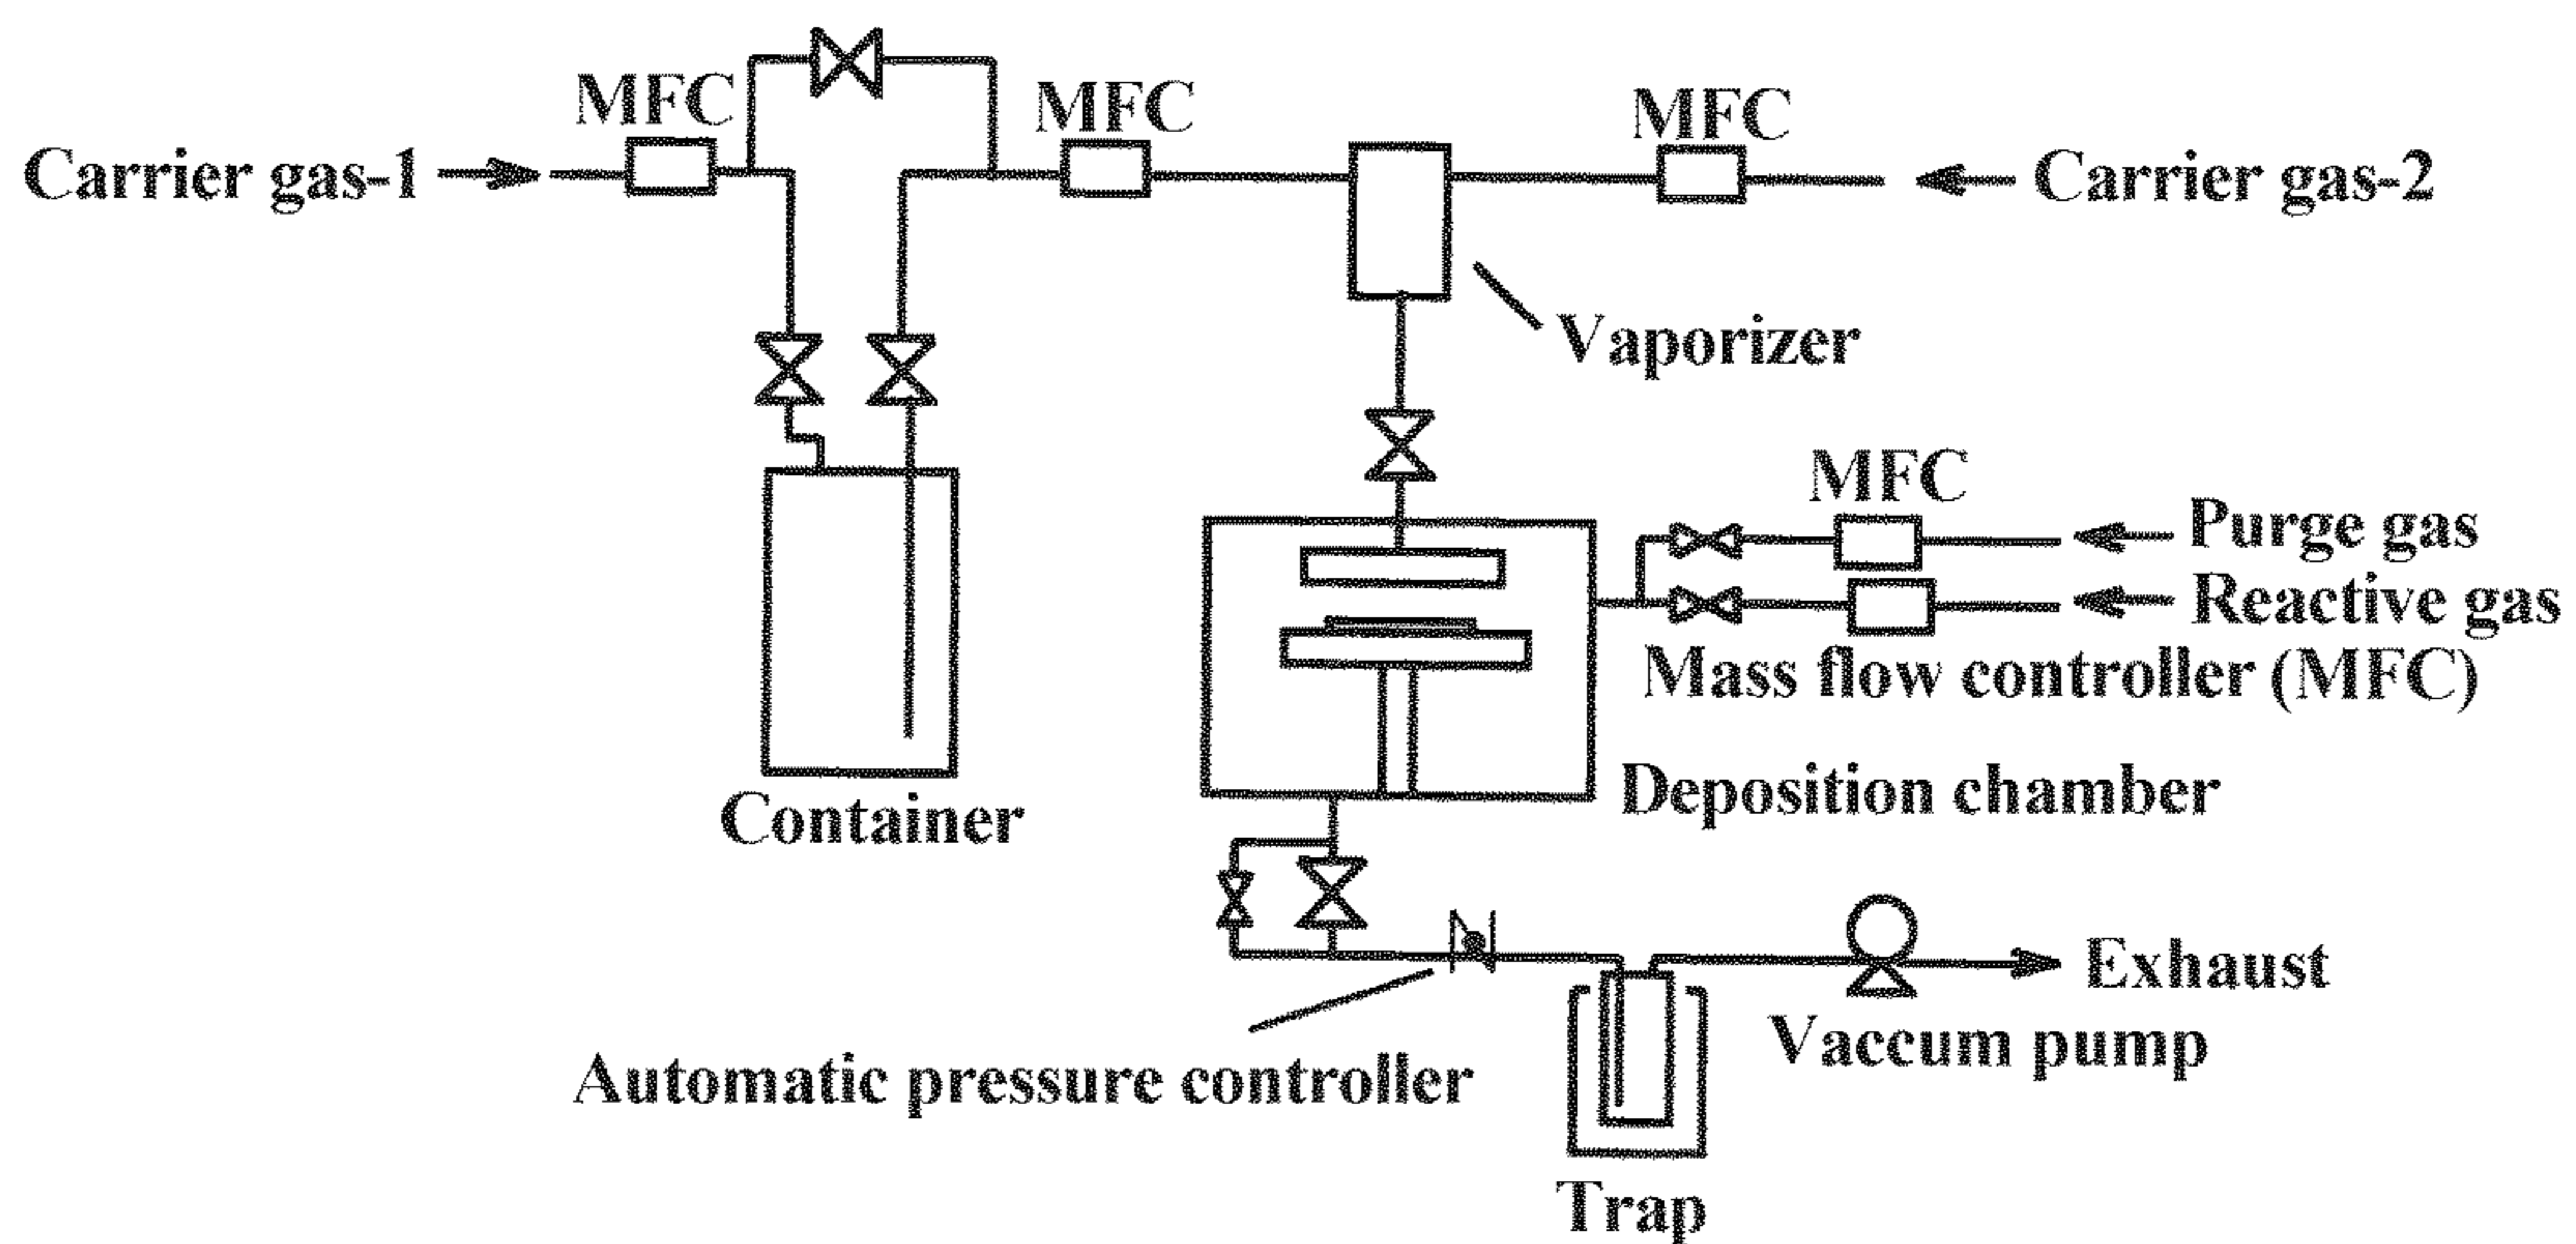 MFC
MFC
MFC
Carrier gas-1
Carrier gas-2
Vaporizer
MFC
Purge gas
Reactive gas
Mass flow controller (MFC)
Deposition chamber
Container
Exhaust
Vaccum pump
Automatic pressure controller
Trap